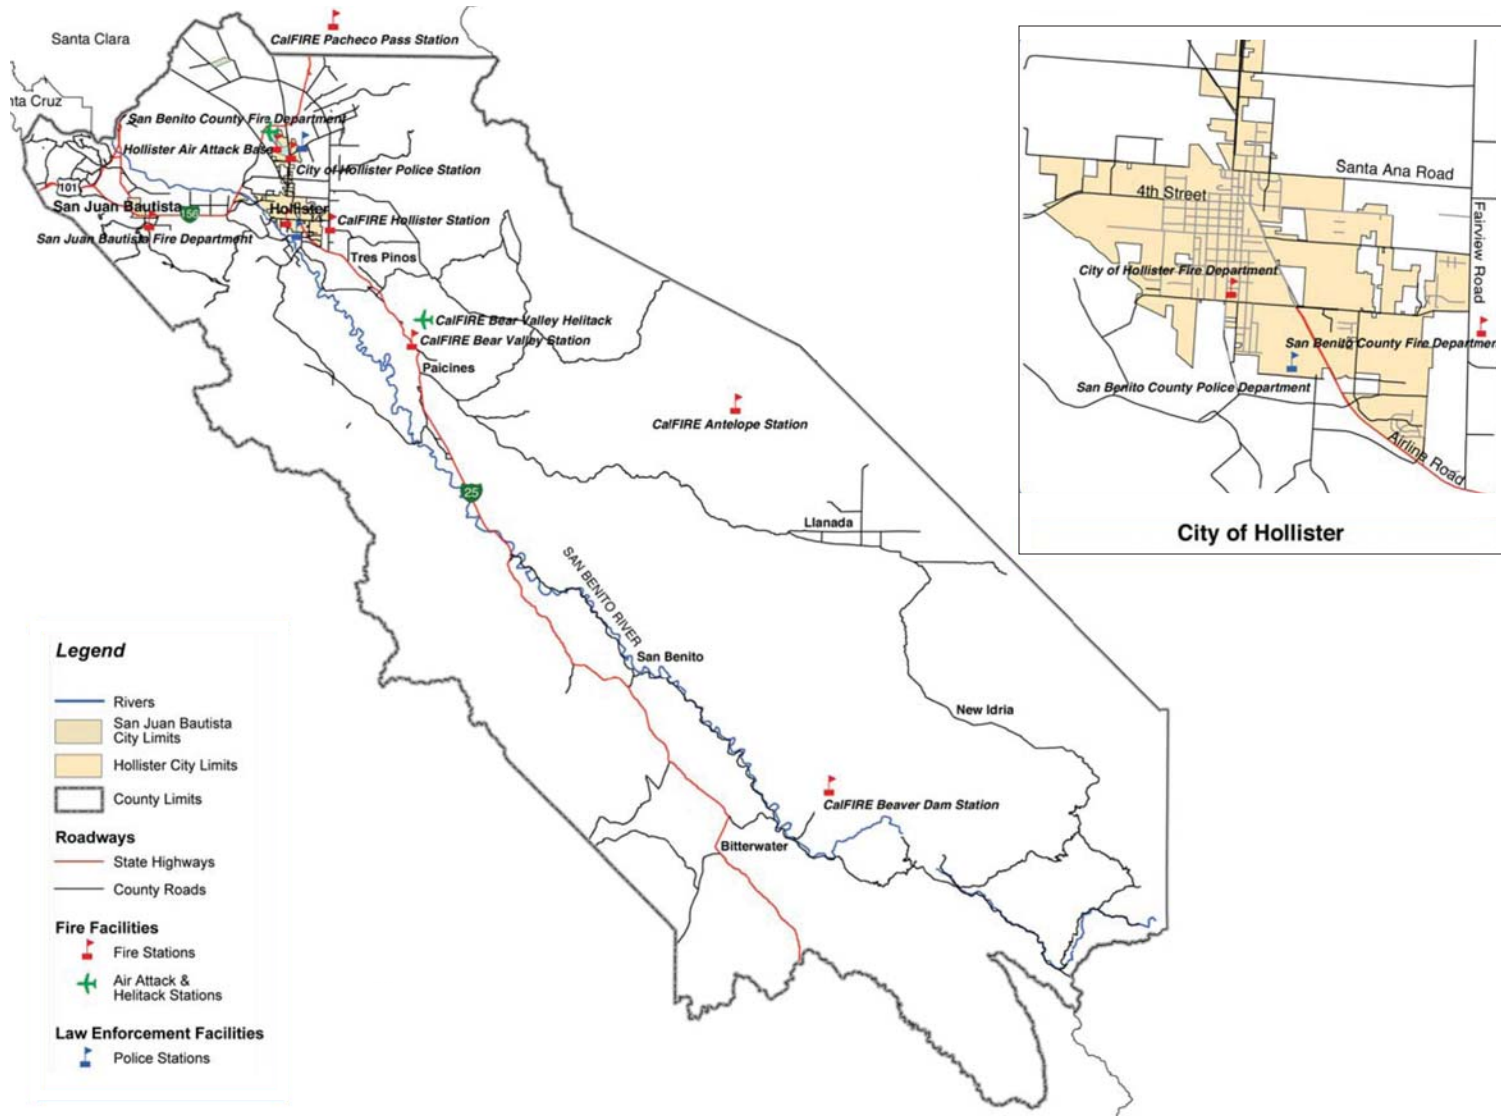 Santa Clara
CalFIRE Pacheco Pass Station
nta Cruz
San Benito County Fire Department
Hollister Air Attack Base
City of Hollister Police Station
101
San Juan Bautista
156
Hollister
CalFIRE Hollister Station
San Juan Bautista Fire Department
Tres Pinos
CalFIRE Bear Valley Helitack
CalFIRE Bear Valley Station
Paicines
CalFIRE Antelope Station
25
Llanada
SAN BENITO RIVER
San Benito
New Idria
CalFIRE Beaver Dam Station
Bitterwater
Santa Ana Road
4th Street
Fairview Road
City of Hollister Fire Department
San Benito County Fire Departmen
San Benito County Police Department
Airline Road
City of Hollister
Legend
Rivers
San Juan Bautista
City Limits
Hollister City Limits
County Limits
Roadways
State Highways
County Roads
Fire Facilities
Fire Stations
Air Attack &
Helitack Stations
Law Enforcement Facilities
Police Stations